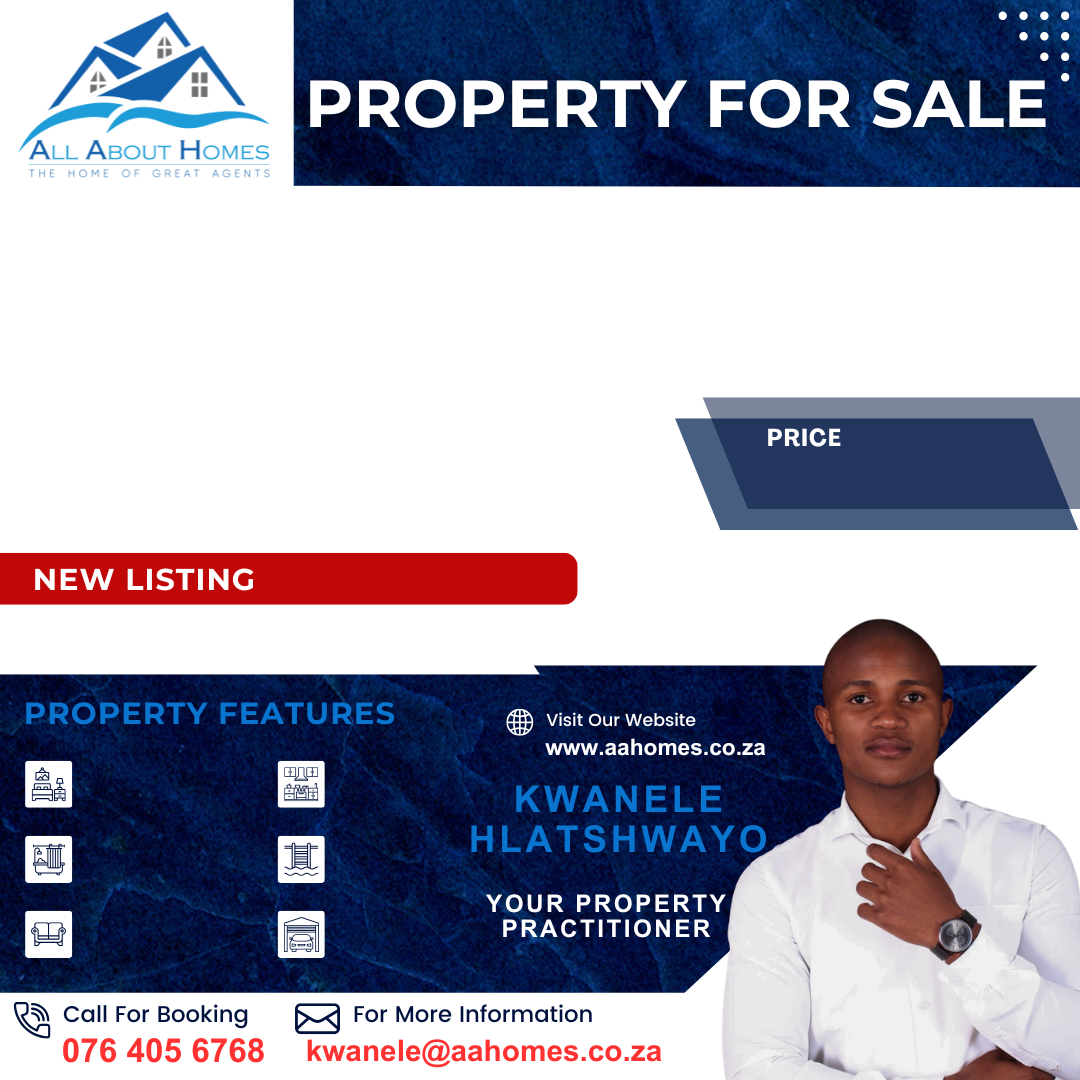 ALL ABOUT HOMES
THE HOME OF GREAT AGENTS
PROPERTY FOR SALE
PRICE
NEW LISTING
PROPERTY FEATURES
Visit Our Website
www.aahomes.co.za
KWANELE
HLATSHWAYO
YOUR PROPERTY
PRACTITIONER
Call For Booking
076 405 6768
For More Information
kwanele@aahomes.co.za